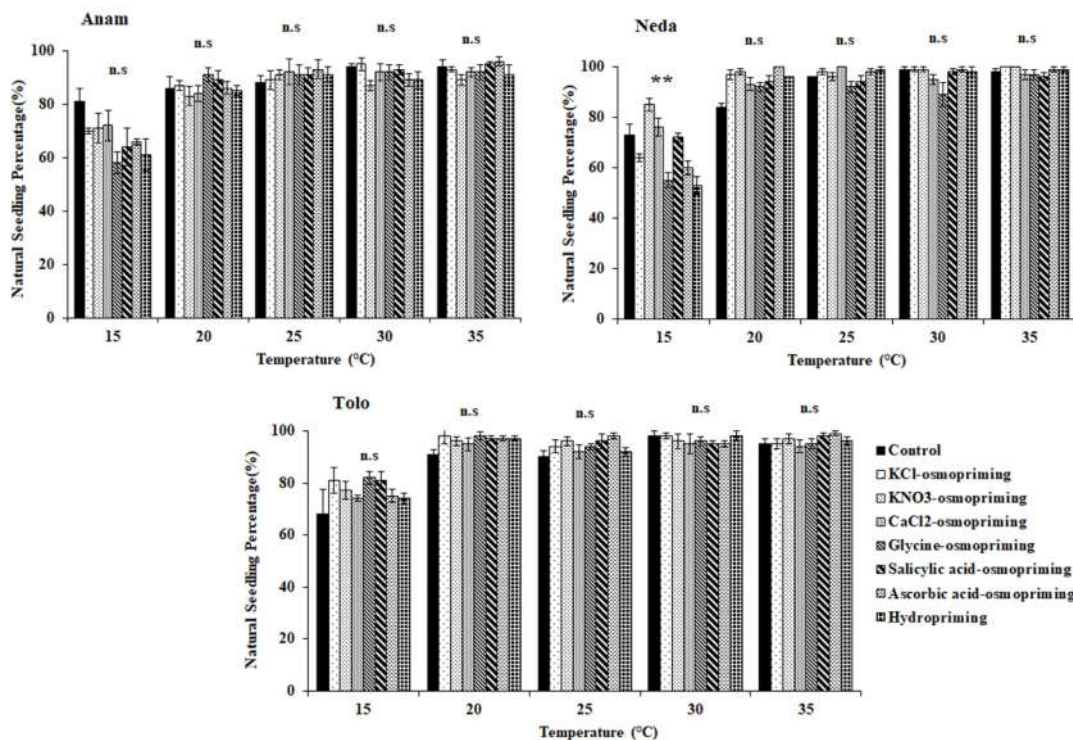 Anam
n.s
n.s
n.s
n.s
n.s
Natural Seedling Percentage(%)
100
80
60
40
20
0
15
20
25
30
35
Temperature (°C)
Neda
**
n.s
n.s
n.s
n.s
Natural Seedling Percentage(%)
100
80
60
40
20
0
15
20
25
30
35
Temperature (°C)
Tolo
n.s
n.s
n.s
n.s
n.s
Natural Seedling Percentage(%)
100
80
60
40
20
0
15
20
25
30
35
Temperature (°C)
Control
KCl-osmopriming
KNO3-osmopriming
CaCl2-osmopriming
Glycine-osmopriming
Salicylic acid-osmopriming
Ascorbic acid-osmopriming
Hydropriming